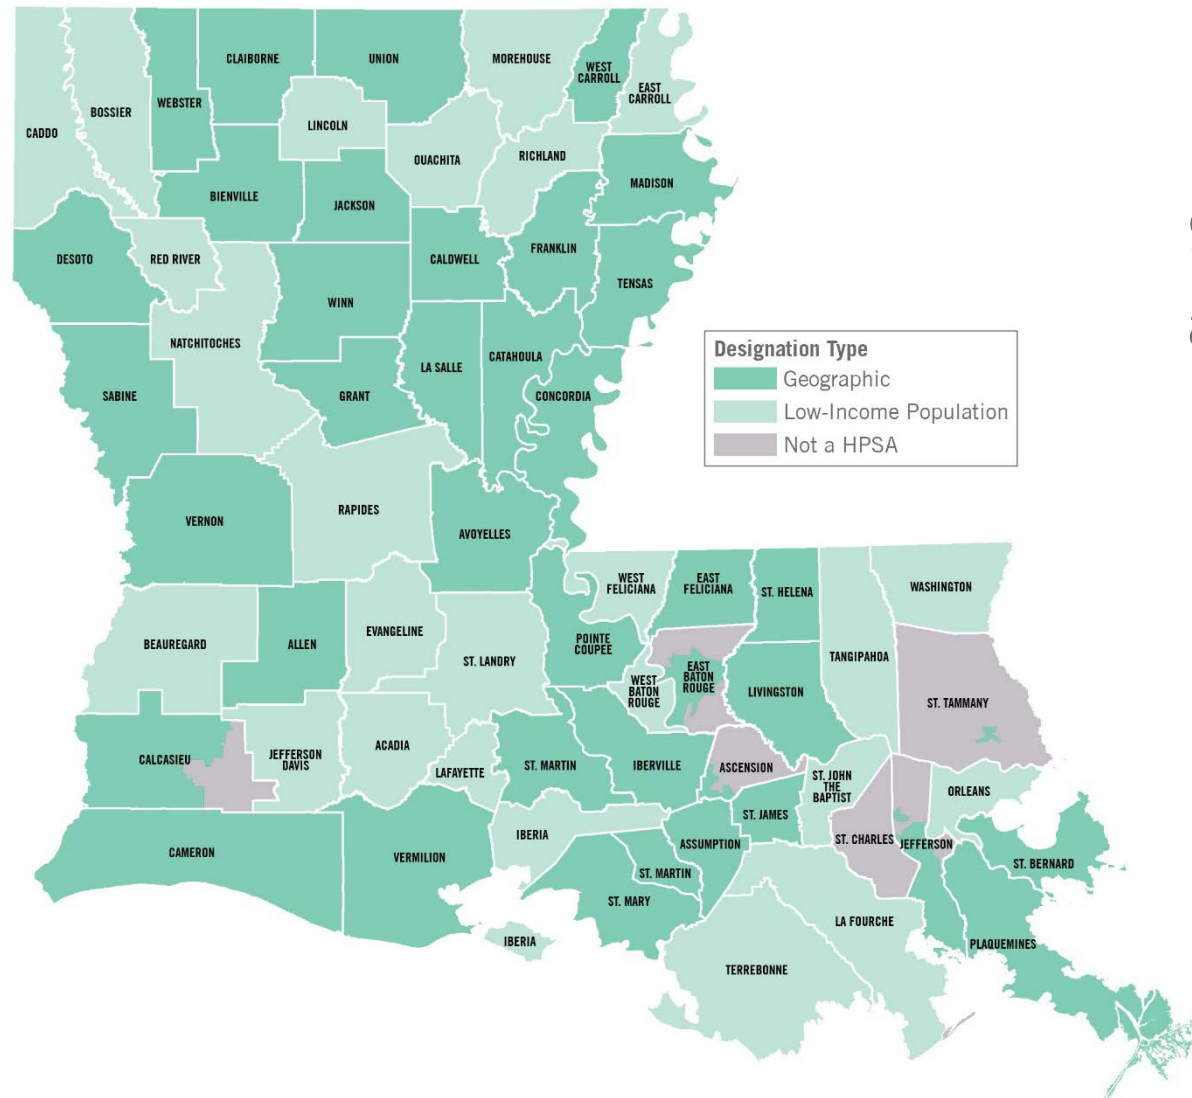 CLAIBORNE
UNION
MOREHOUSE
WEST
CARROLL
EAST
CARROLL
WEBSTER
BOSSIER
CADDO
LINCOLN
OUACHITA
RICHLAND
MADISON
BIENVILLE
JACKSON
DESOTO
RED RIVER
CALDWELL
FRANKLIN
TENSAS
WINN
NATCHITOCHES
SABINE
GRANT
LA SALLE
CATAHOULA
CONCORDIA
Designation Type
Geographic
Low-Income Population
Not a HPSA
VERNON
RAPIDES
AVOYELLES
BEAUREGARD
ALLEN
EVANGELINE
ST. LANDRY
POINTE
COUPEE
WEST
FELICIANA
EAST
FELICIANA
ST. HELENA
WASHINGTON
TANGIPAHOA
WEST
BATON
ROUGE
EAST
BATON
ROUGE
LIVINGSTON
ST. TAMMANY
CALCASIEU
JEFFERSON
DAVIS
ACADIA
LAFAYETTE
ST. MARTIN
IBERVILLE
ASCENSION
ST. JOHN
THE
BAPTIST
ORLEANS
ST. JAMES
ST. CHARLES
JEFFERSON
ST. BERNARD
CAMERON
VERMILION
IBERIA
ASSUMPTION
ST. MARTIN
ST. MARY
IBERIA
LA FOURCHE
TERREBONNE
PLAQUEMINES